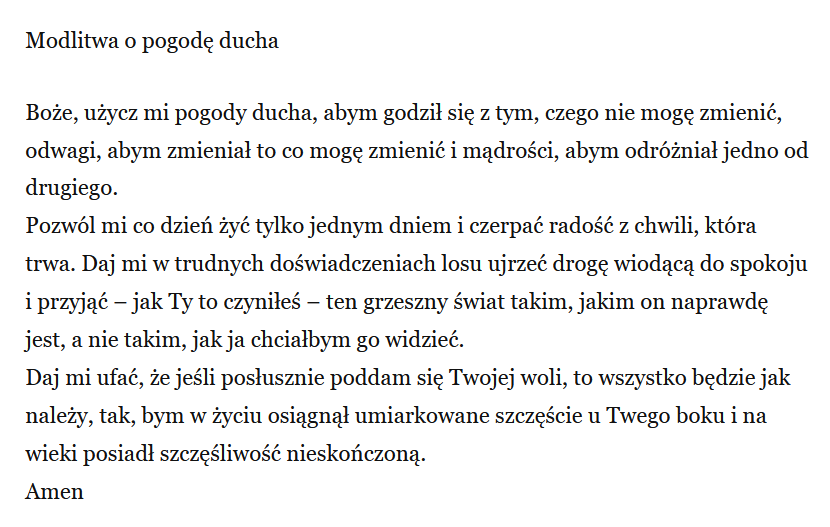 Modlitwa o pogodę ducha
Boże, użycz mi pogody ducha, abym godził się z tym, czego nie mogę zmienić,
odwagi, abym zmieniał to co mogę zmienić i mądrości, abym odróżniał jedno od
drugiego.
Pozwól mi co dzień żyć tylko jednym dniem i czerpać radość z chwili, która
trwa. Daj mi w trudnych doświadczeniach losu ujrzeć drogę wiodącą do spokoju
i przyjąć – jak Ty to czyniłeś – ten grzeszny świat takim, jakim on naprawdę
jest, a nie takim, jak ja chciałbym go widzieć.
Daj mi ufać, że jeśli posłusznie poddam się Twojej woli, to wszystko będzie jak
należy, tak, bym w życiu osiągnął umiarkowane szczęście u Twego boku i na
wieki posiadł szczęśliwość nieskończoną.
Amen